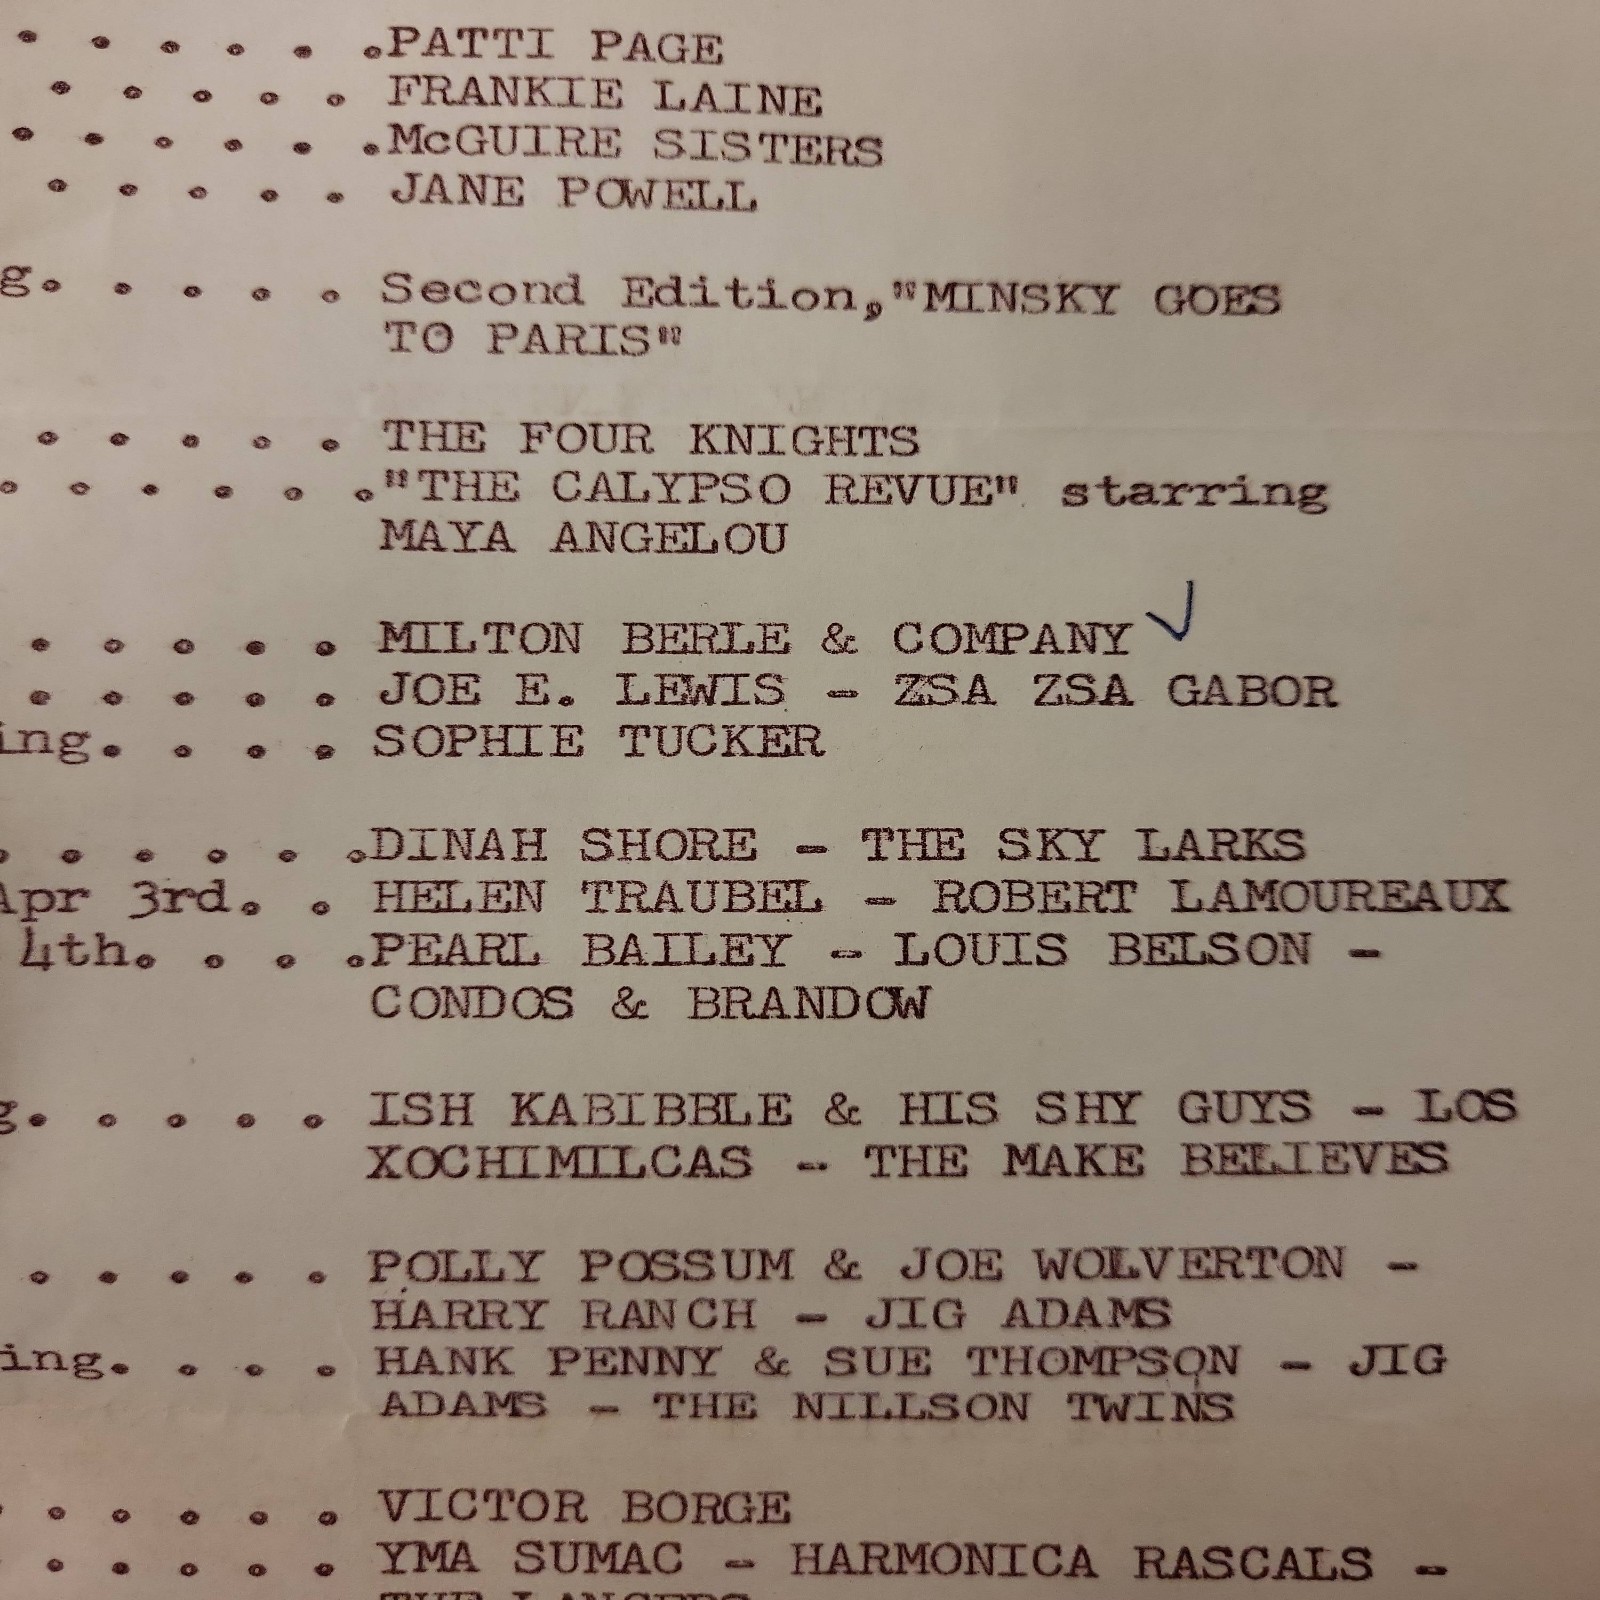 . . . . . .PATTI PAGE
. . . . . FRANKIE LAINE
. . . . . .McGUIRE SISTERS
. . . . . JANE POWELL
g. . . . . Second Edition,"MINSKY GOES
TO PARIS"
. . . . . THE FOUR KNIGHTS
. . . . . ."THE CALYPSO REVUE" starring
MAYA ANGELOU
. . . . . MILTON BERLE & COMPANY ✓
. . . . . JOE E. LEWIS - ZSA ZSA GABOR
ing. . . . SOPHIE TUCKER
. . . . . .DINAH SHORE - THE SKY LARKS
Apr 3rd. . HELEN TRAUBEL - ROBERT LAMOUREAUX
4th. . . .PEARL BAILEY - LOUIS BELSON -
CONDOS & BRANDOW
g. . . . . ISH KABIBBLE & HIS SHY GUYS - LOS
XOCHIMILCAS - THE MAKE BELIEVES
. . . . . POLLY POSSUM & JOE WOLVERTON -
HARRY RANCH - JIG ADAMS
ing. . . . HANK PENNY & SUE THOMPSON - JIG
ADAMS - THE NILLSON TWINS
. . . . . . VICTOR BORGE
. . . . . . YMA SUMAC - HARMONICA RASCALS -
THE LANCERS